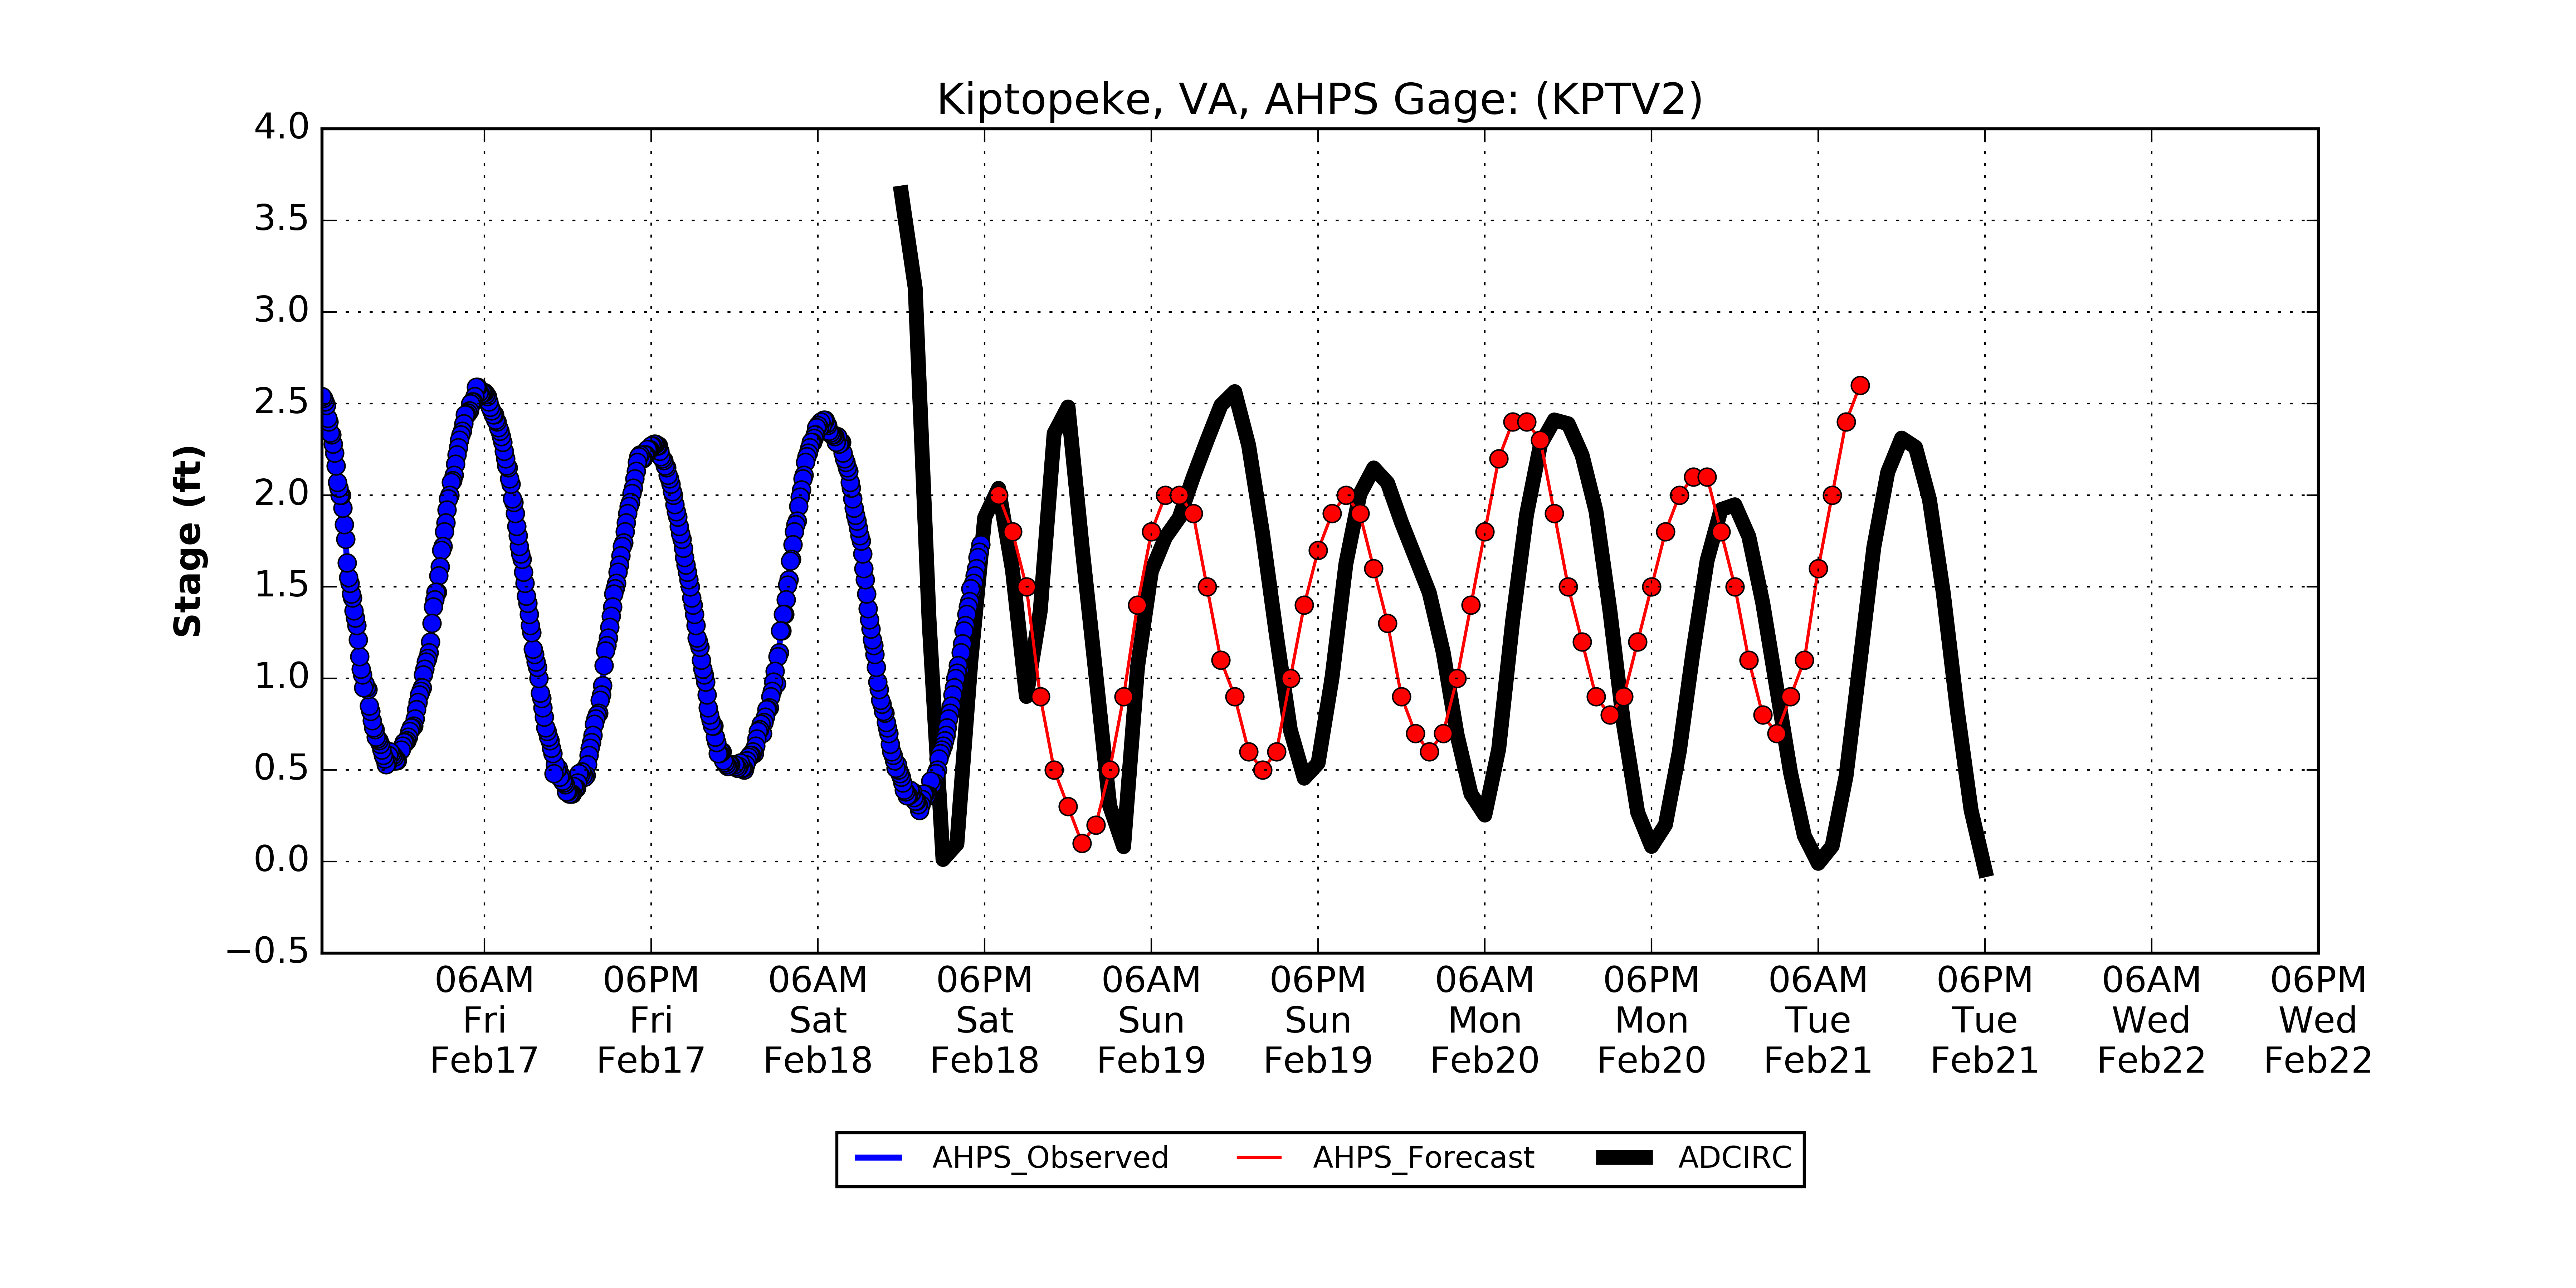 Kiptopeke, VA, AHPS Gage: (KPTV2)
4.0
3.5
3.0
2.5
2.0
1.5
1.0
0.5
0.0
−0.5
Stage (ft)
06AM 06PM 06AM 06PM 06AM 06PM 06AM 06PM 06AM 06PM 06AM 06PM
Fri Fri Sat Sat Sun Sun Mon Mon Tue Tue Wed Wed
Feb17 Feb17 Feb18 Feb18 Feb19 Feb19 Feb20 Feb20 Feb21 Feb21 Feb22 Feb22
AHPS_Observed AHPS_Forecast ADCIRC